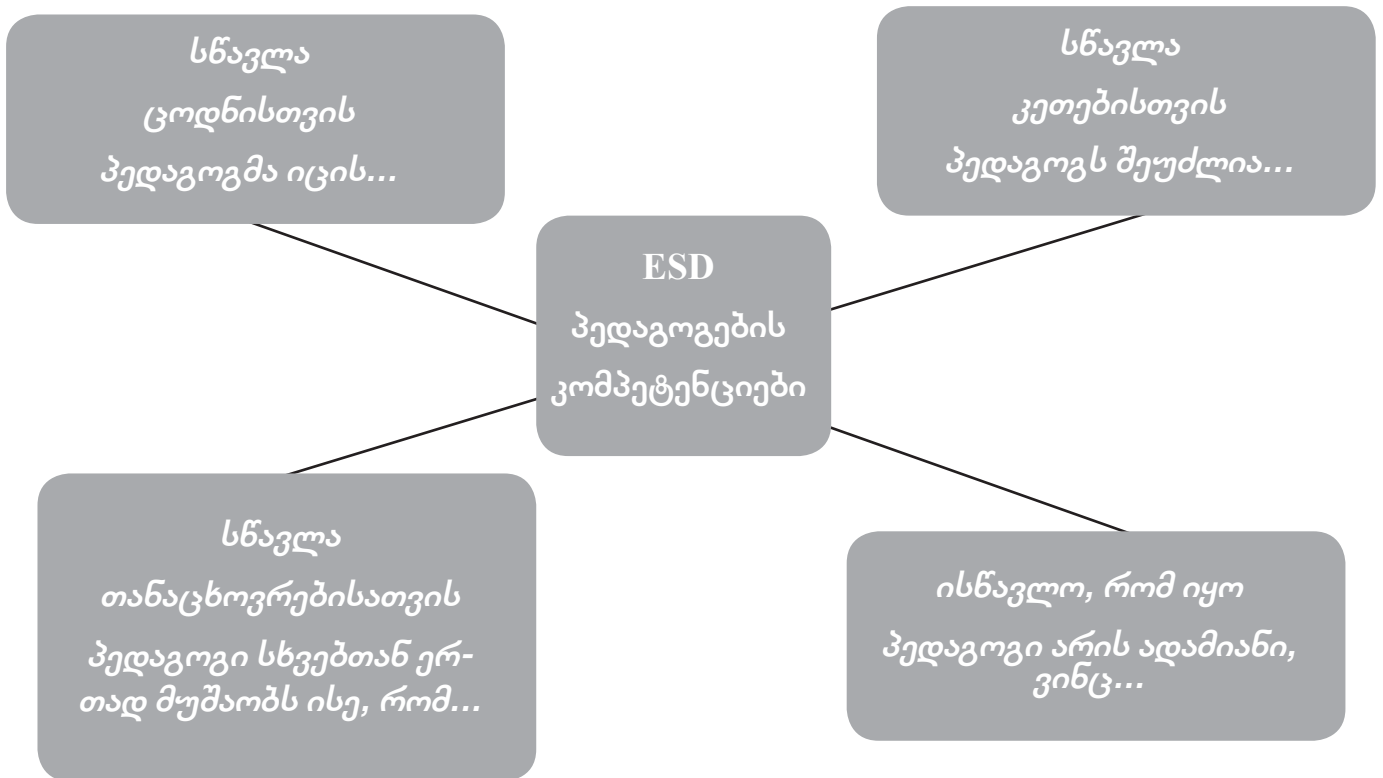 სწავლა
ცოდნისთვის
პედაგოგმა იცის...
სწავლა
კეთებისთვის
პედაგოგს შეუძლია...
ESD
პედაგოგების
კომპეტენციები
სწავლა
თანაცხოვრებისათვის
პედაგოგი სხვებთან ერ-
თად მუშაობს ისე, რომ...
ისწავლო, რომ იყო
პედაგოგი არის ადამიანი,
ვინც...